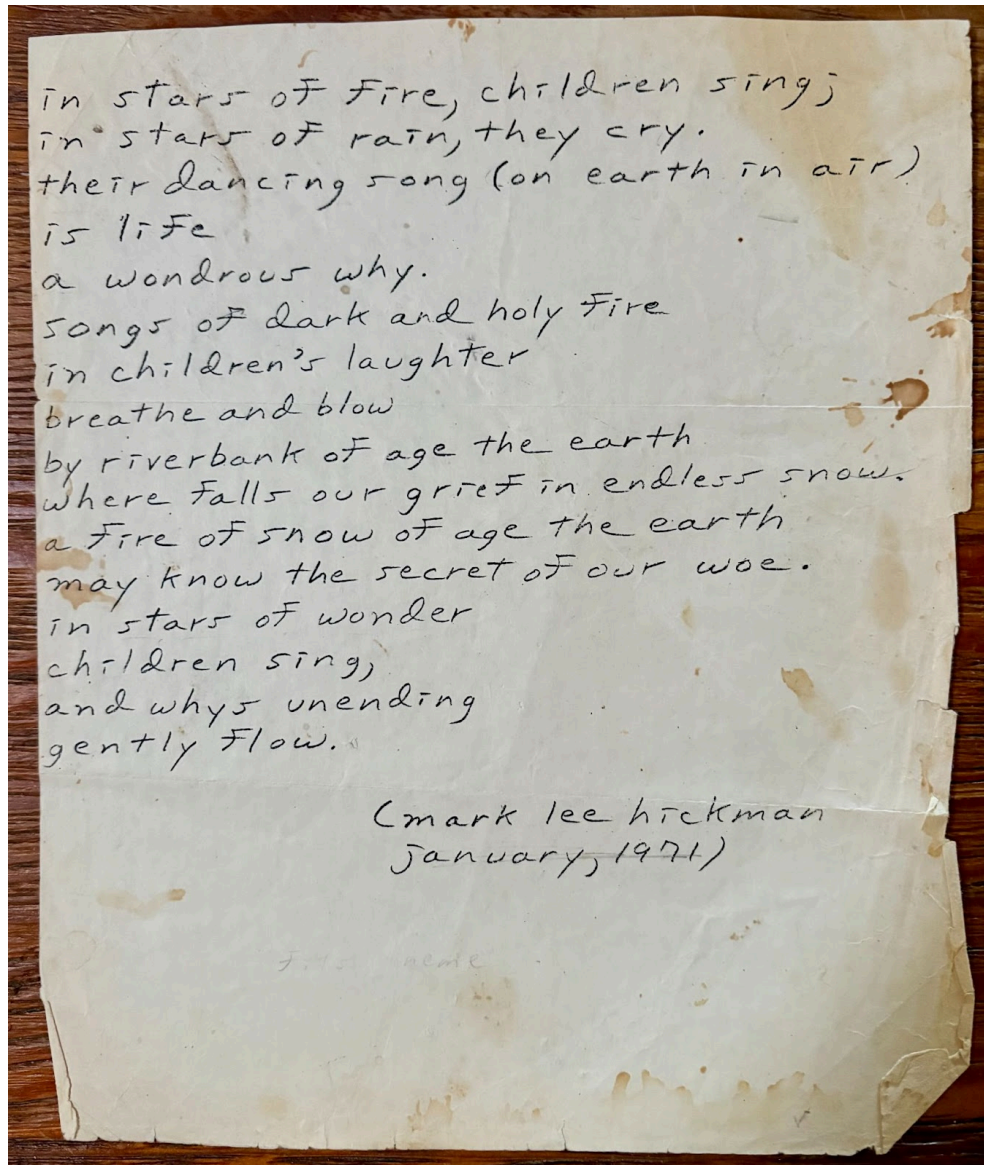 in stars of fire, children sing;
in stars of rain, they cry.
their dancing song (on earth in air)
is life
a wondrous why.
songs of dark and holy fire
in children's laughter
breathe and blow
by riverbank of age the earth
where falls our grief in endless snow.
a fire of snow of age the earth
may know the secret of our woe.
in stars of wonder
children sing,
and whys unending
gently flow.
(mark lee hickman
january, 1971)